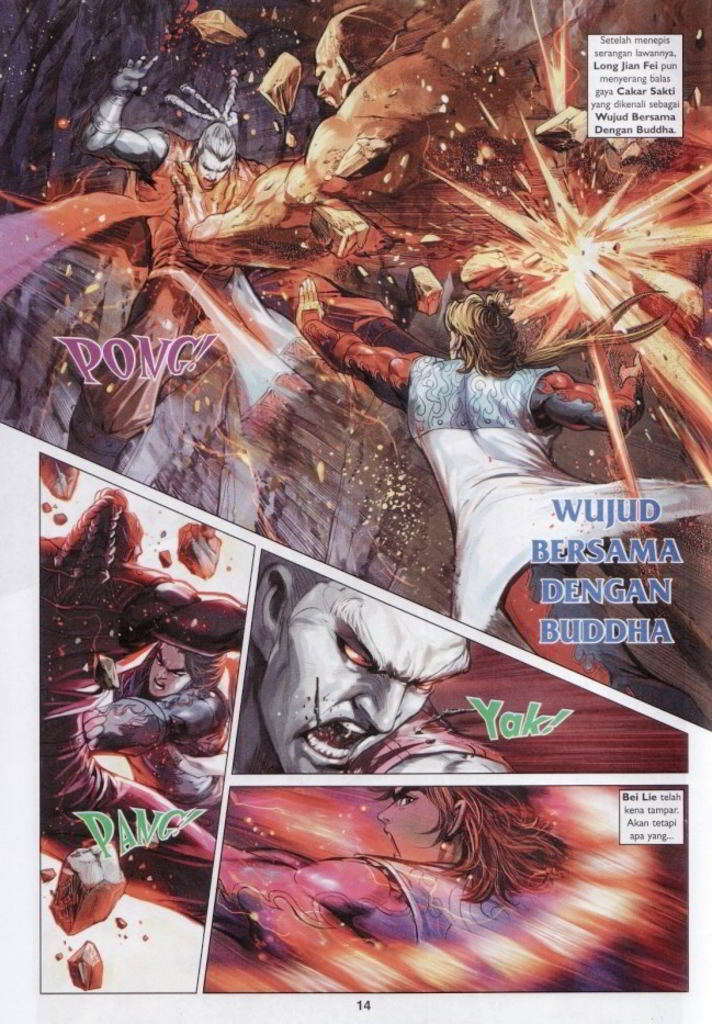 Setelah menepis
serangan lawannya,
Long Jian Fei pun
menyerang balas
gaya Cakar Sakti
yang dikenali sebagai
Wujud Bersama
Dengan Buddha.
PONG!
WUJUD
BERSAMA
DENGAN
BUDDHA
PANG!
Yak!
Bei Lie telah
kena tampar.
Akan tetapi
apa yang...
14